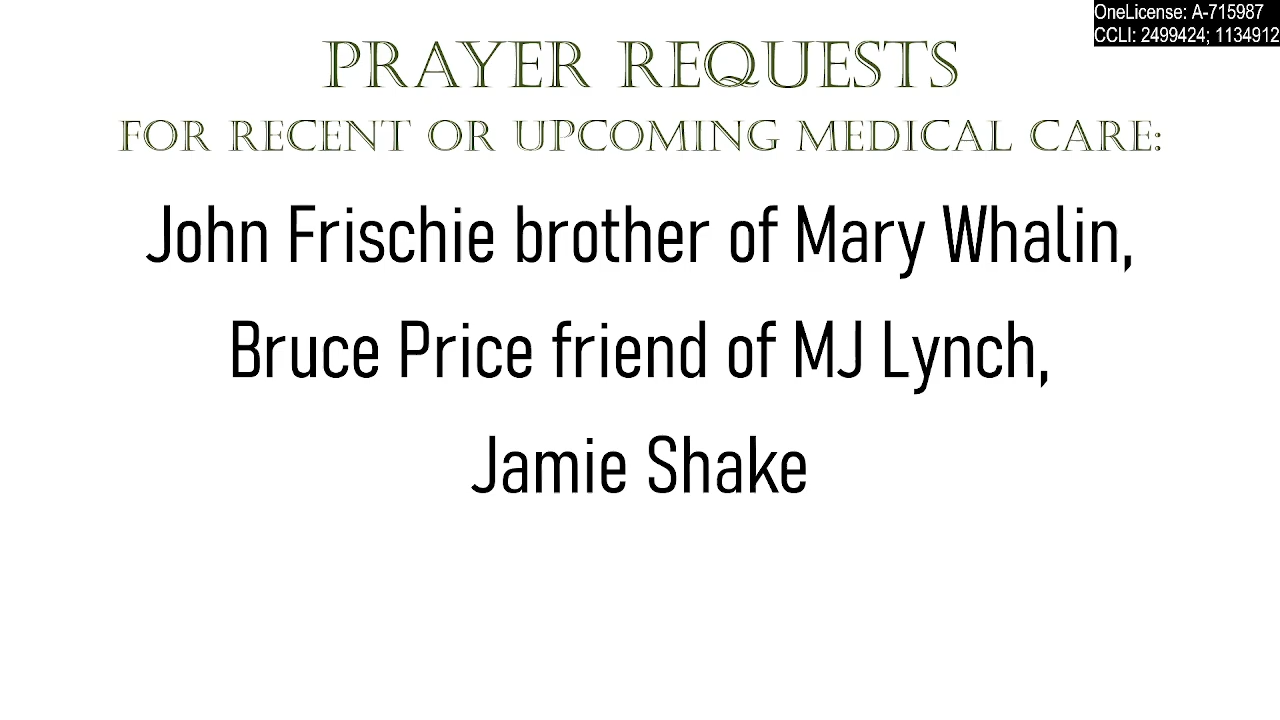 OneLicense: A-715987
CCLI: 2499424; 1134912
PRAYER REQUESTS
FOR RECENT OR UPCOMING MEDICAL CARE:
John Frischie brother of Mary Whalin,
Bruce Price friend of MJ Lynch,
Jamie Shake